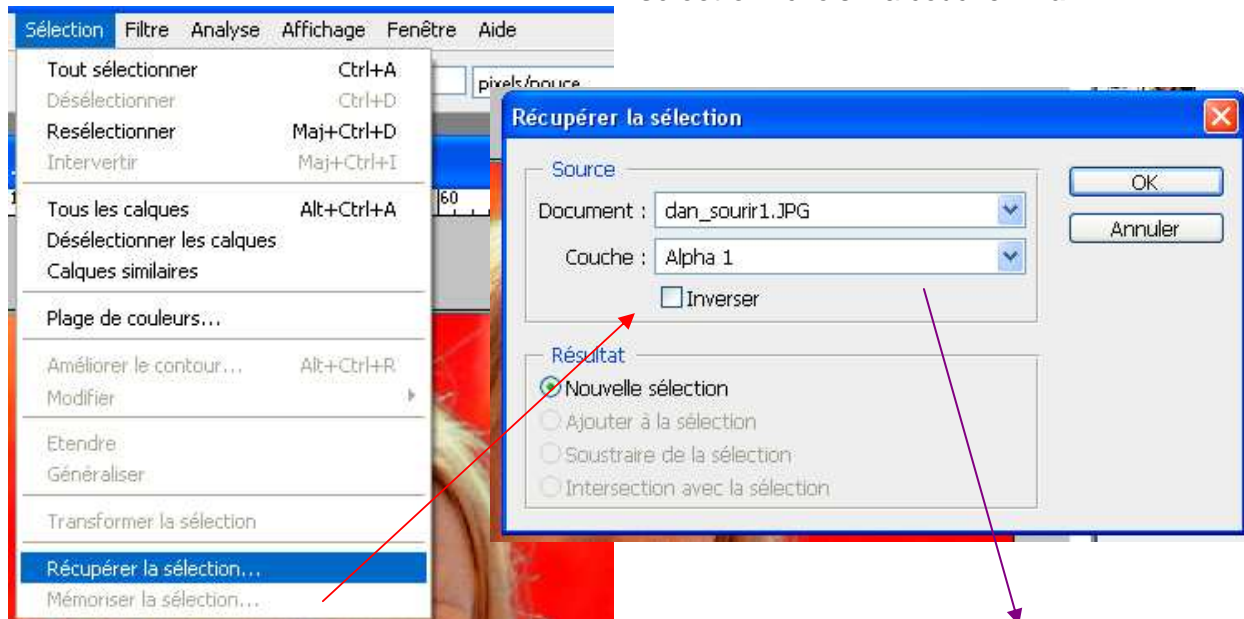 Sélection Filtre Analyse Affichage Fenêtre Aide
Tout sélectionner Ctrl+A
Désélectionner Ctrl+D
Resélectionner Maj+Ctrl+D
Intervertir Maj+Ctrl+I
Tous les calques Alt+Ctrl+A
Désélectionner les calques
Calques similaires
Plage de couleurs...
Améliorer le contour... Alt+Ctrl+R
Modifier
Etendre
Généraliser
Transformer la sélection
Récupérer la sélection...
Mémoriser la sélection...
pixels/pouce
60
Récupérer la sélection
Source
Document : dan_sourir1.JPG
Couche : Alpha 1
Inverser
OK
Annuler
Résultat
Nouvelle sélection
Ajouter à la sélection
Soustraire de la sélection
Intersection avec la sélection